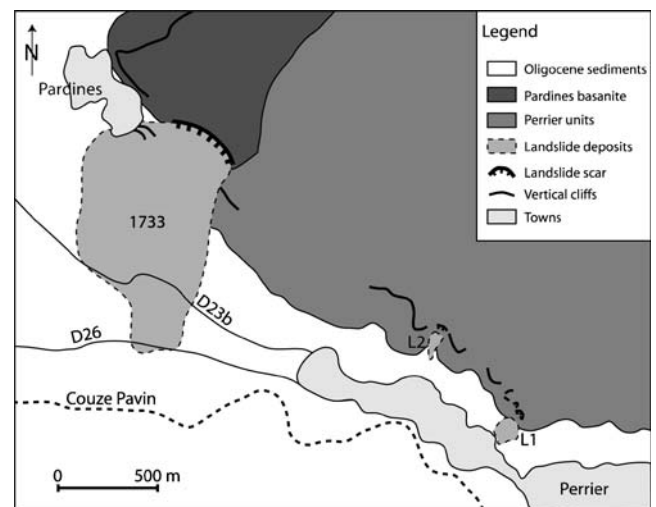 N
Pardines
1733
D23b
D26
Couze Pavin
0 500 m
L2
L1
Perrier
Legend
Oligocene sediments
Pardines basanite
Perrier units
Landslide deposits
Landslide scar
Vertical cliffs
Towns